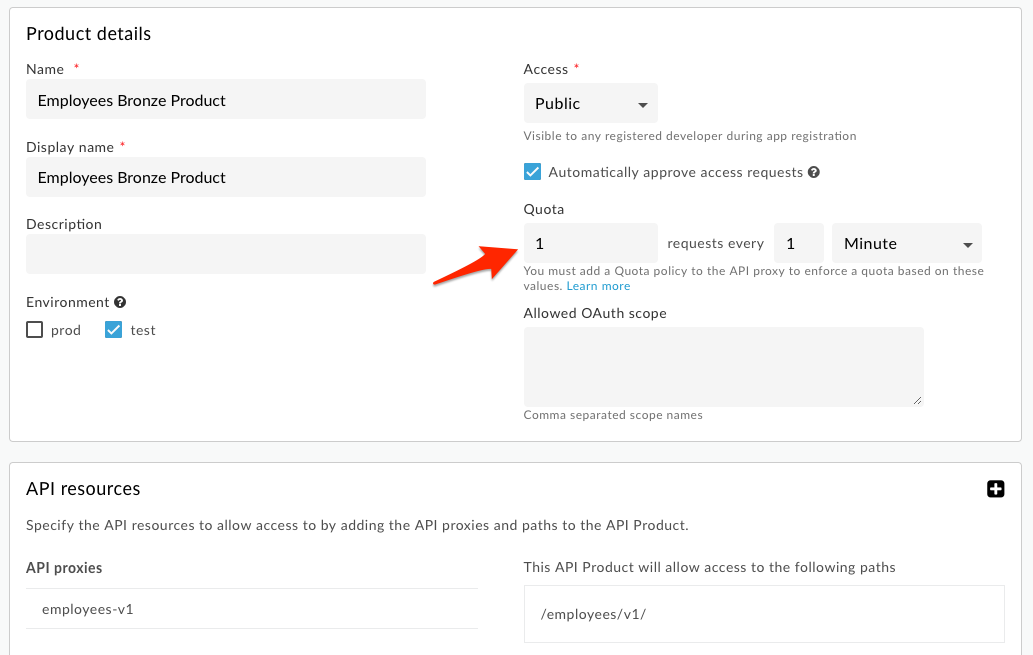 Product details
Name *
Employees Bronze Product
Display name *
Employees Bronze Product
Description
Environment ?
prod
test
Access *
Public
Visible to any registered developer during app registration
Automatically approve access requests ?
Quota
1 requests every 1 Minute
You must add a Quota policy to the API proxy to enforce a quota based on these
values. Learn more
Allowed OAuth scope
Comma separated scope names
API resources
Specify the API resources to allow access to by adding the API proxies and paths to the API Product.
API proxies
employees-v1
This API Product will allow access to the following paths
/employees/v1/